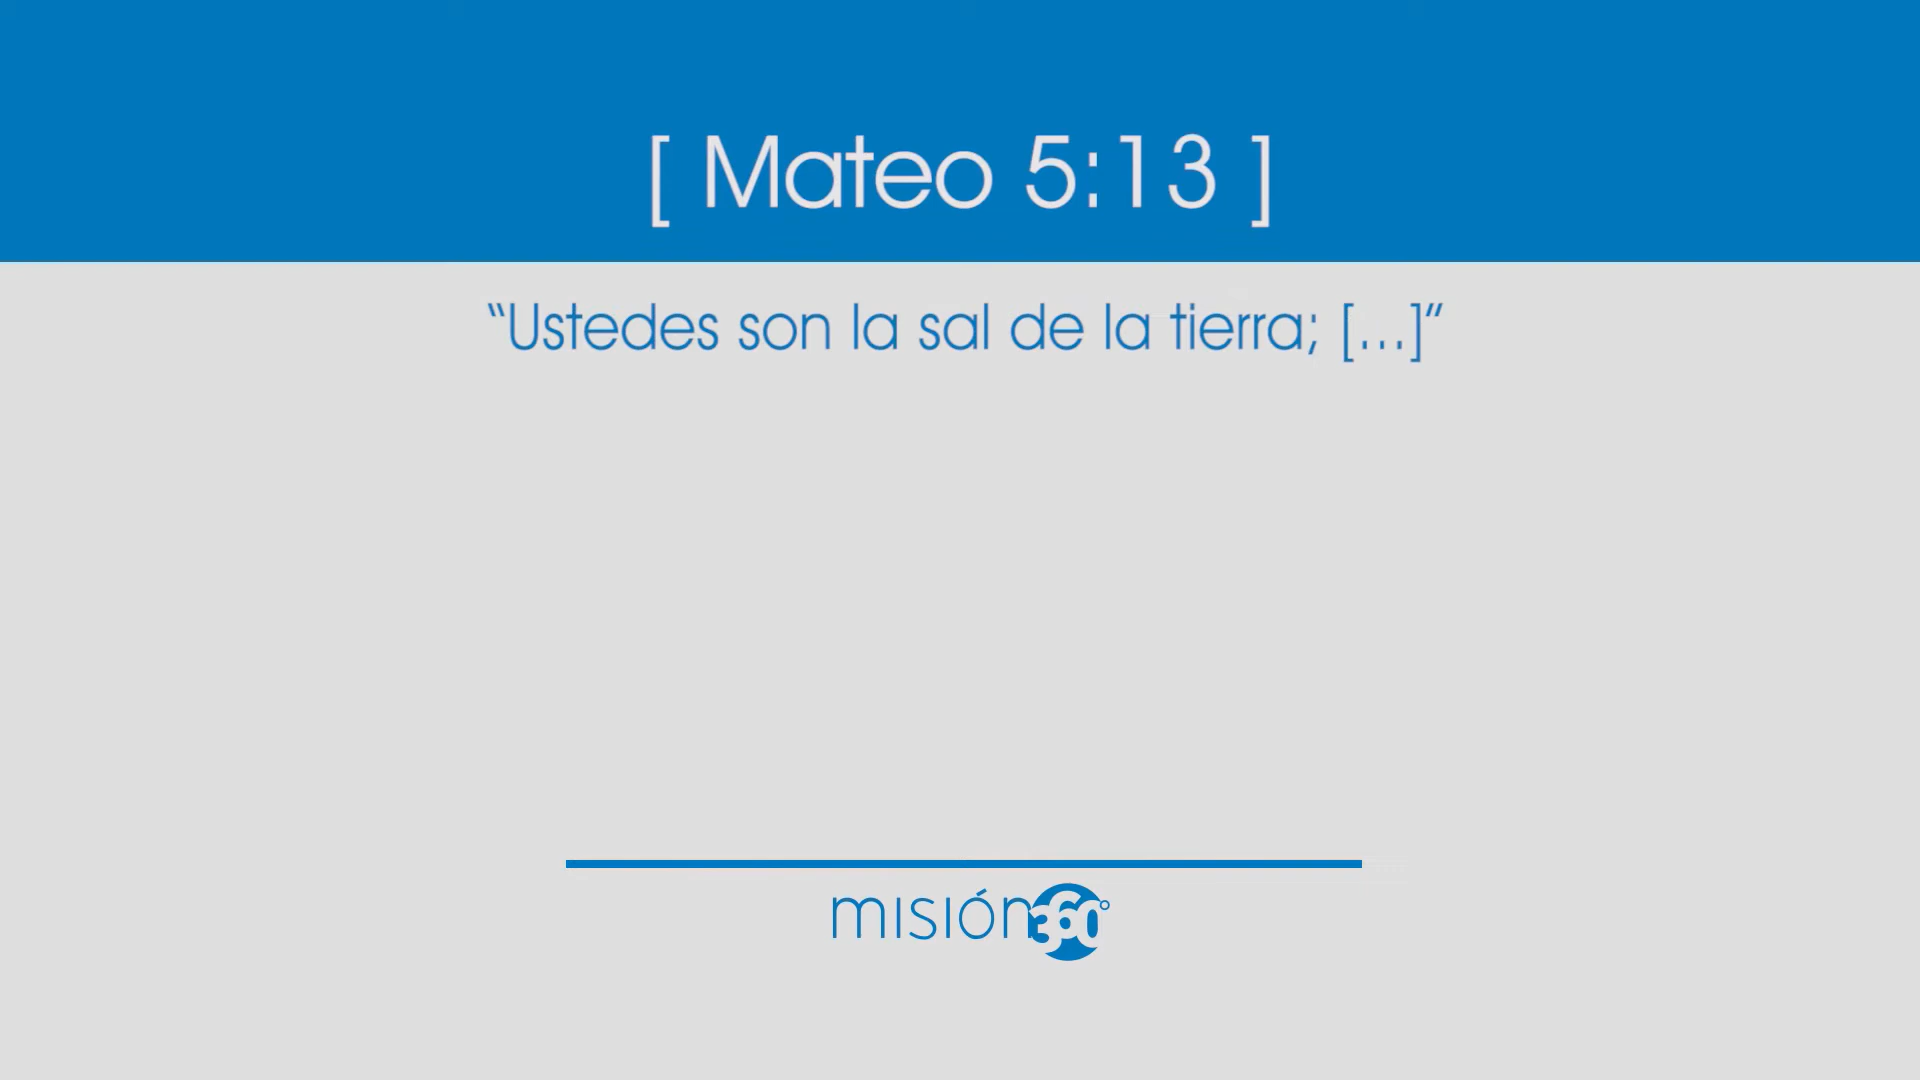 [ Mateo 5:13 ]
“Ustedes son la sal de la tierra; [...]”
misión360°